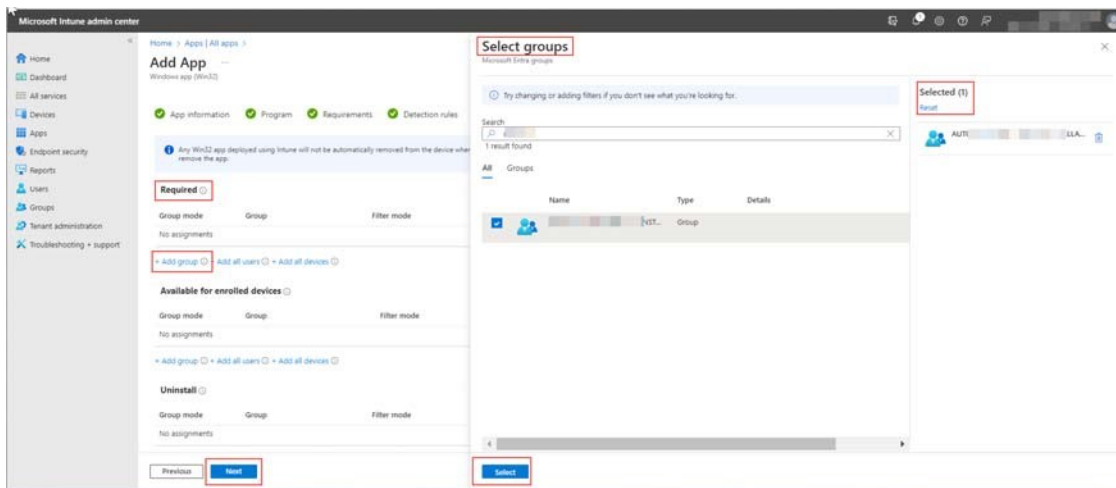 Microsoft Intune admin center
Home
Dashboard
All services
Devices
Apps
Endpoint security
Reports
Users
Groups
Tenant administration
Troubleshooting + support
Home > Apps | All apps >
Add App ...
Windows app (Win32)
App information Program Requirements Detection rules
Any Win32 app deployed using Intune will not be automatically removed from the device when
remove the app.
Required
Group mode Group Filter mode
No assignments
+ Add group + Add all users + Add all devices
Available for enrolled devices
Group mode Group Filter mode
No assignments
+ Add group + Add all users + Add all devices
Uninstall
Group mode Group Filter mode
No assignments
Previous Next
Select groups
Microsoft Entra groups
Try changing or adding filters if you don't see what you're looking for.
Search
1 result found
All Groups
Name Type Details
Group
Select
Selected (1)
Reset